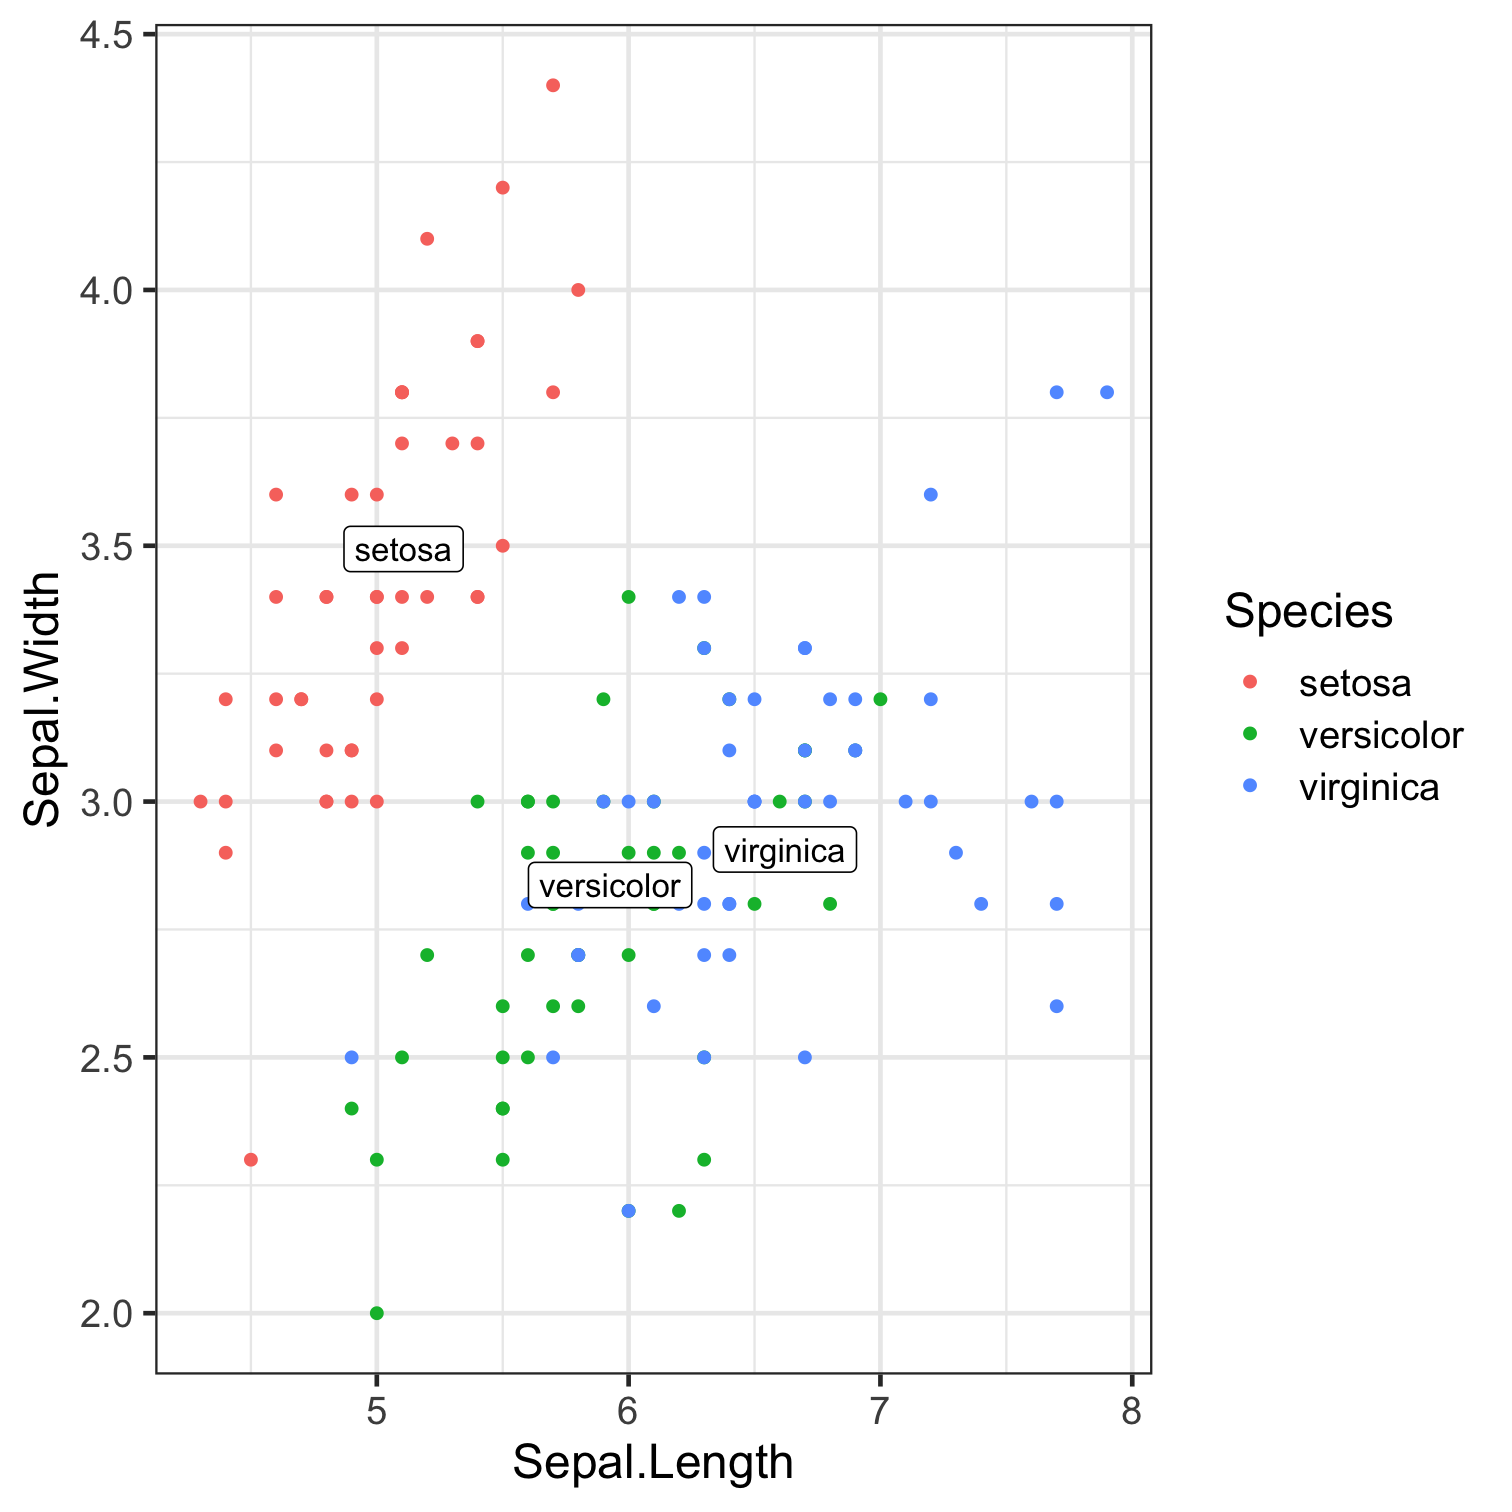 4.5
4.0
3.5
3.0
2.5
2.0
Sepal.Width
setosa
virginica
versicolor
5 6 7 8
Sepal.Length
Species
setosa
versicolor
virginica